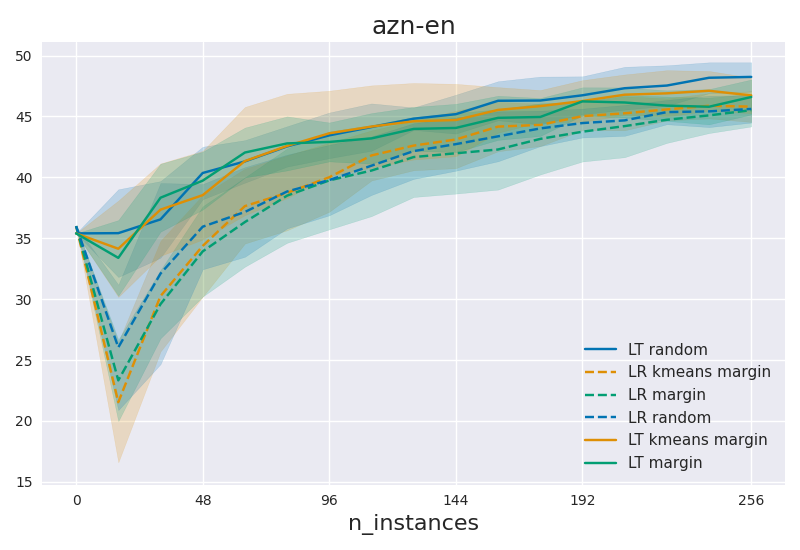 azn-en
50
45
40
35
30
25
20
15
0 48 96 144 192 256
n_instances
LT random
LR kmeans margin
LR margin
LR random
LT kmeans margin
LT margin